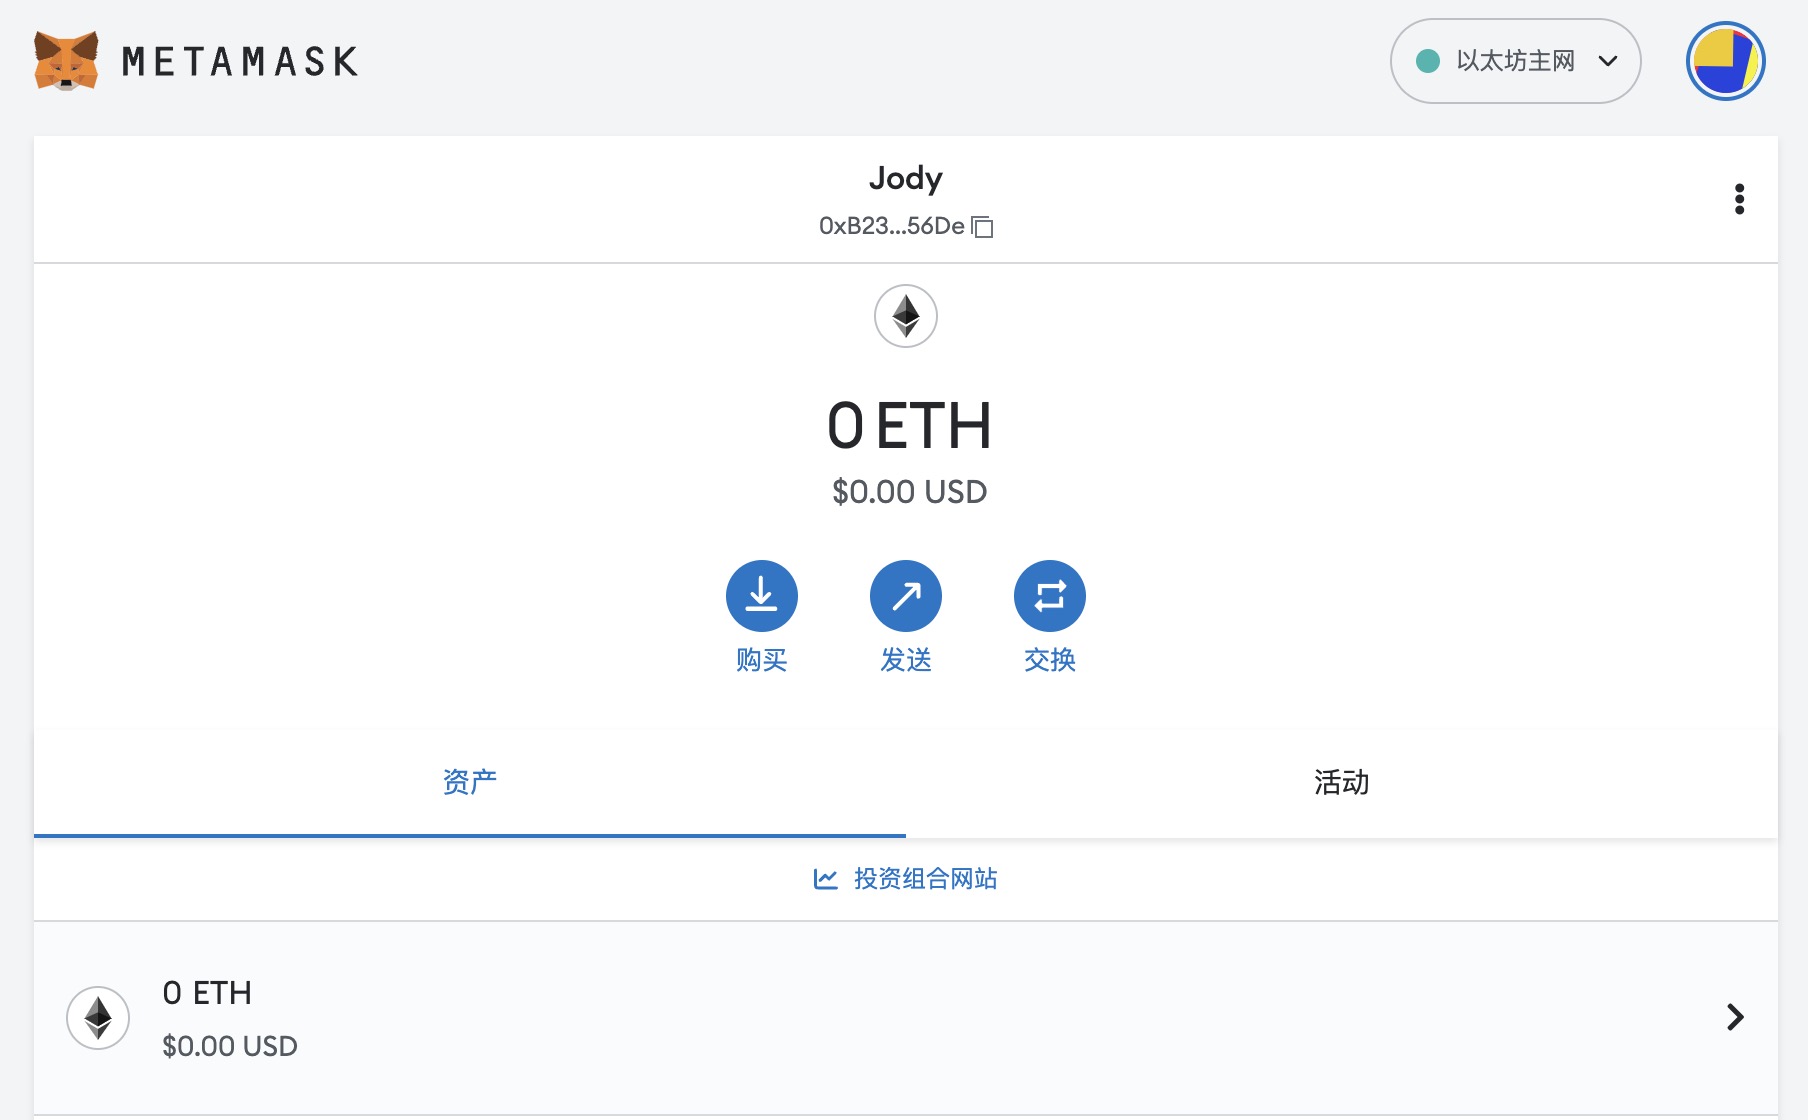 METAMASK
以太坊主网
Jody
0xB23...56De
0 ETH
$0.00 USD
购买
发送
交换
资产
活动
投资组合网站
0 ETH
$0.00 USD